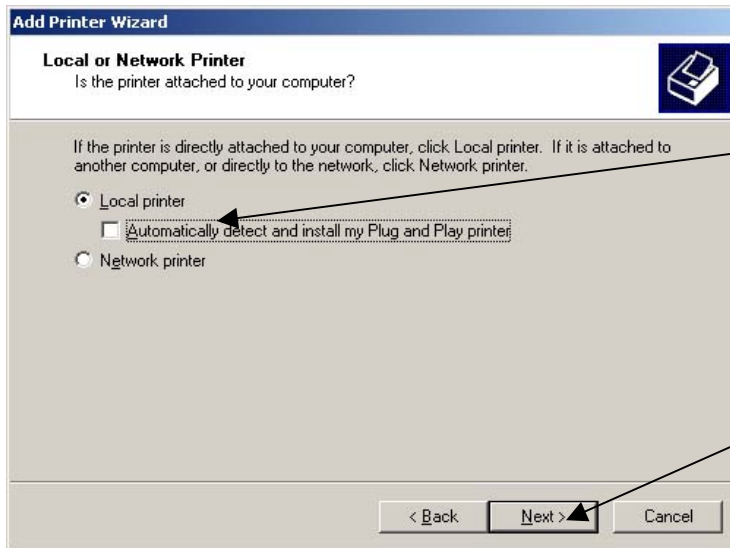 Add Printer Wizard
Local or Network Printer
Is the printer attached to your computer?
If the printer is directly attached to your computer, click Local printer. If it is attached to
another computer, or directly to the network, click Network printer.
Local printer
Automatically detect and install my Plug and Play printer
Network printer
< Back
Next >
Cancel